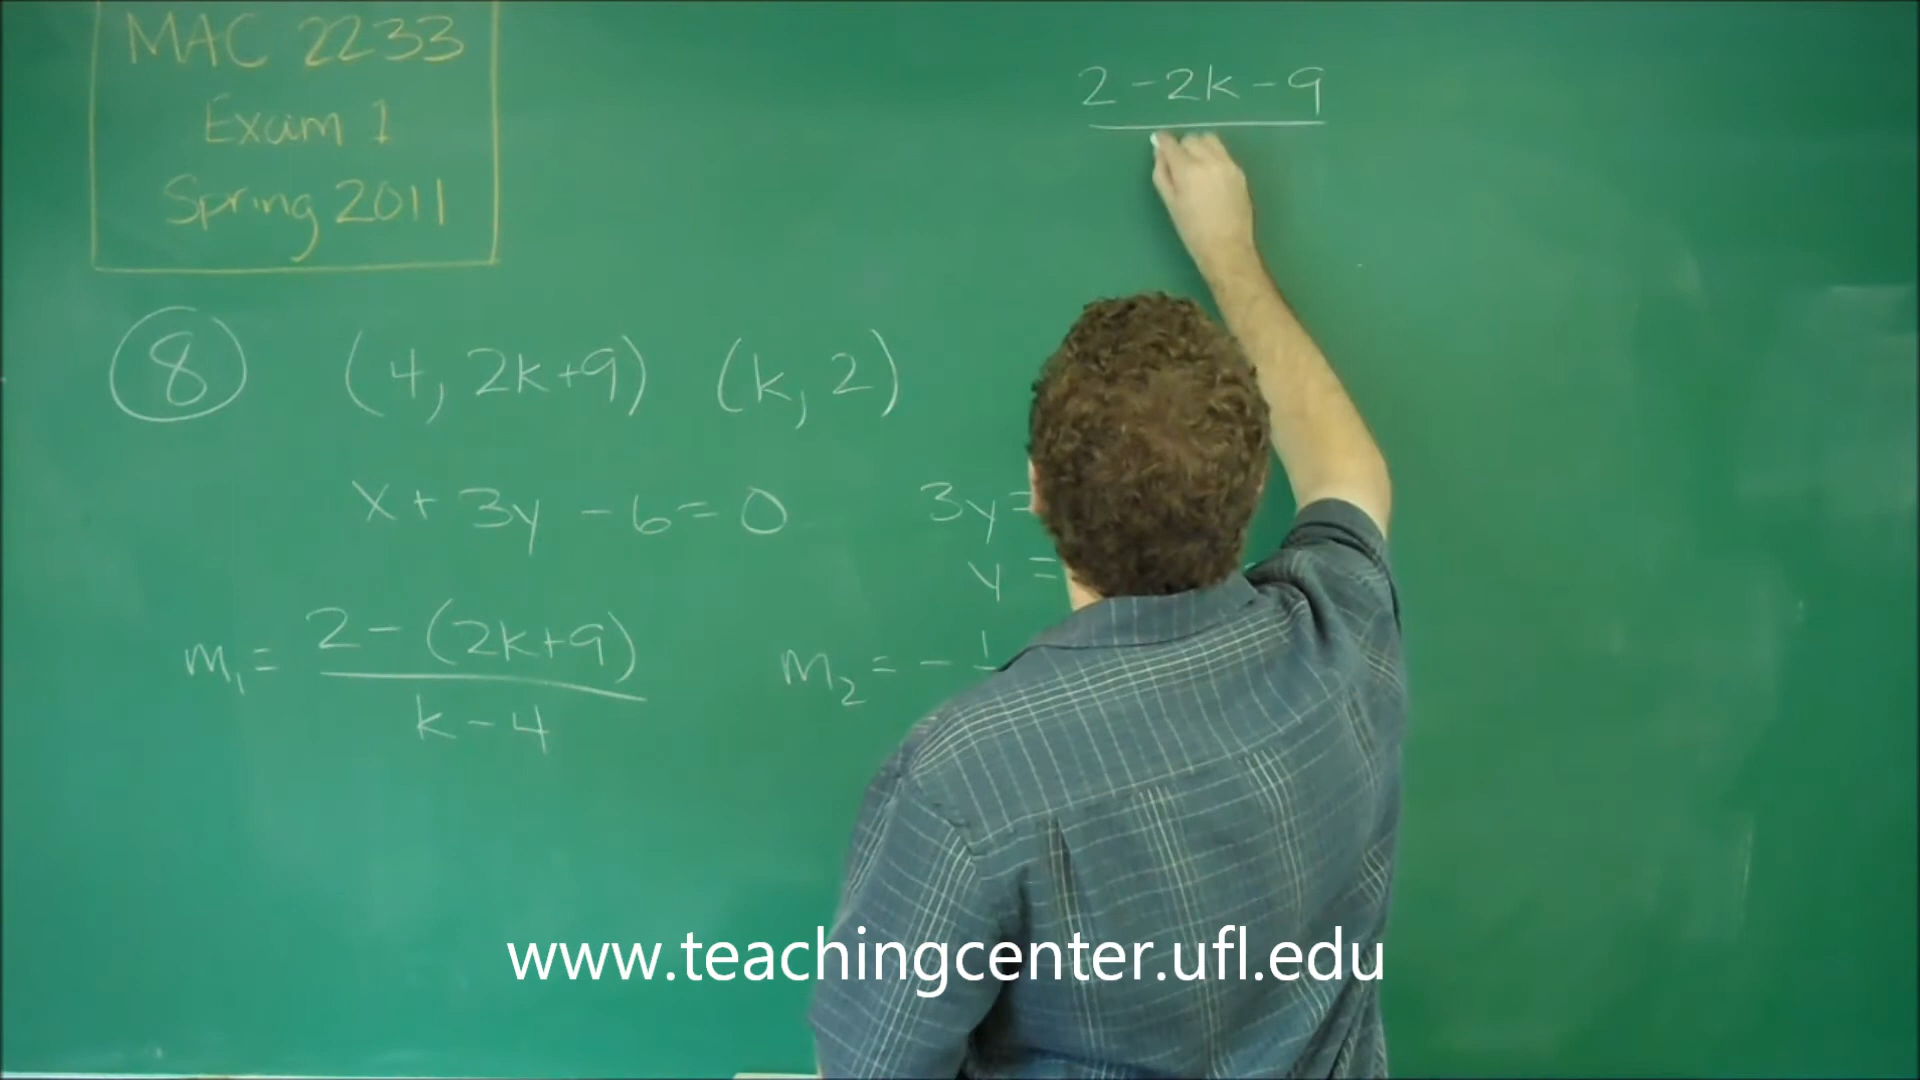 MAC 2233
Exam 1
Spring 2011
2-2k-9
8 (4, 2k+9) (k, 2)
x+3y-6=0 3y=
y=
m₁= 2-(2k+9) m₂=-1
k-4
www.teachingcenter.ufl.edu